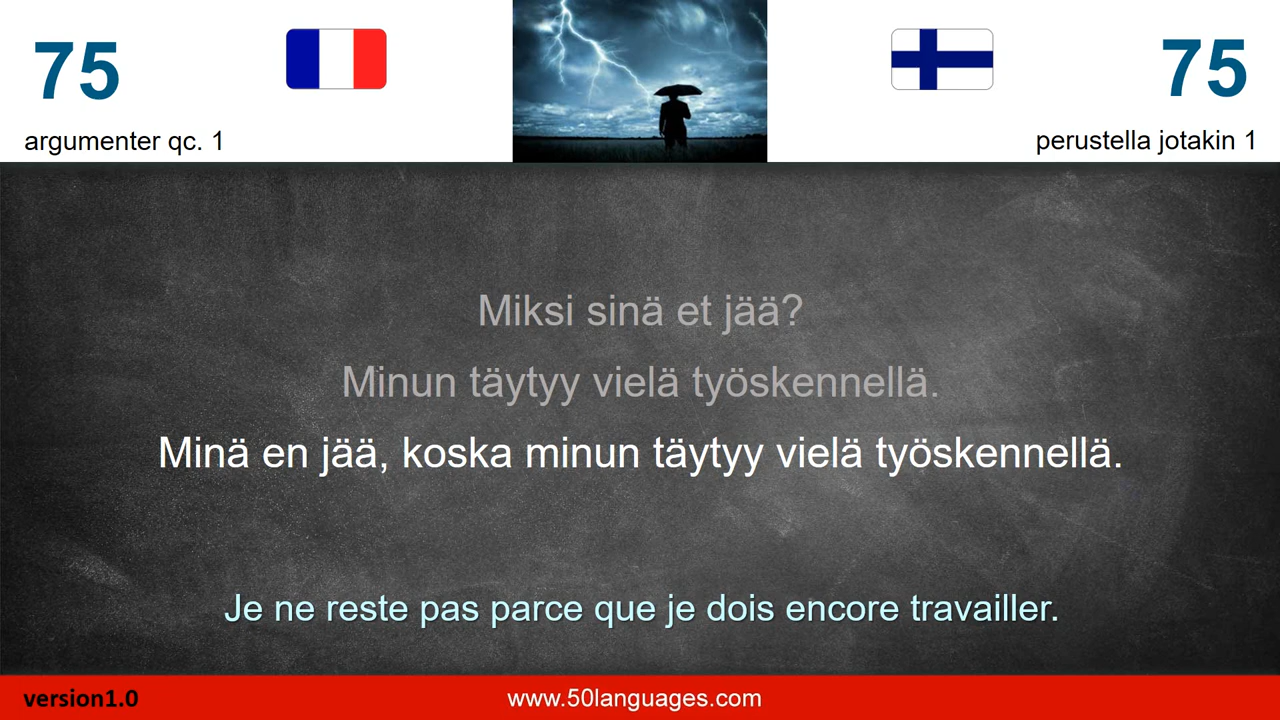 75
75
argumenter qc. 1
perustella jotakin 1
Miksi sinä et jää?
Minun täytyy vielä työskennellä.
Minä en jää, koska minun täytyy vielä työskennellä.
Je ne reste pas parce que je dois encore travailler.
version1.0
www.50languages.com